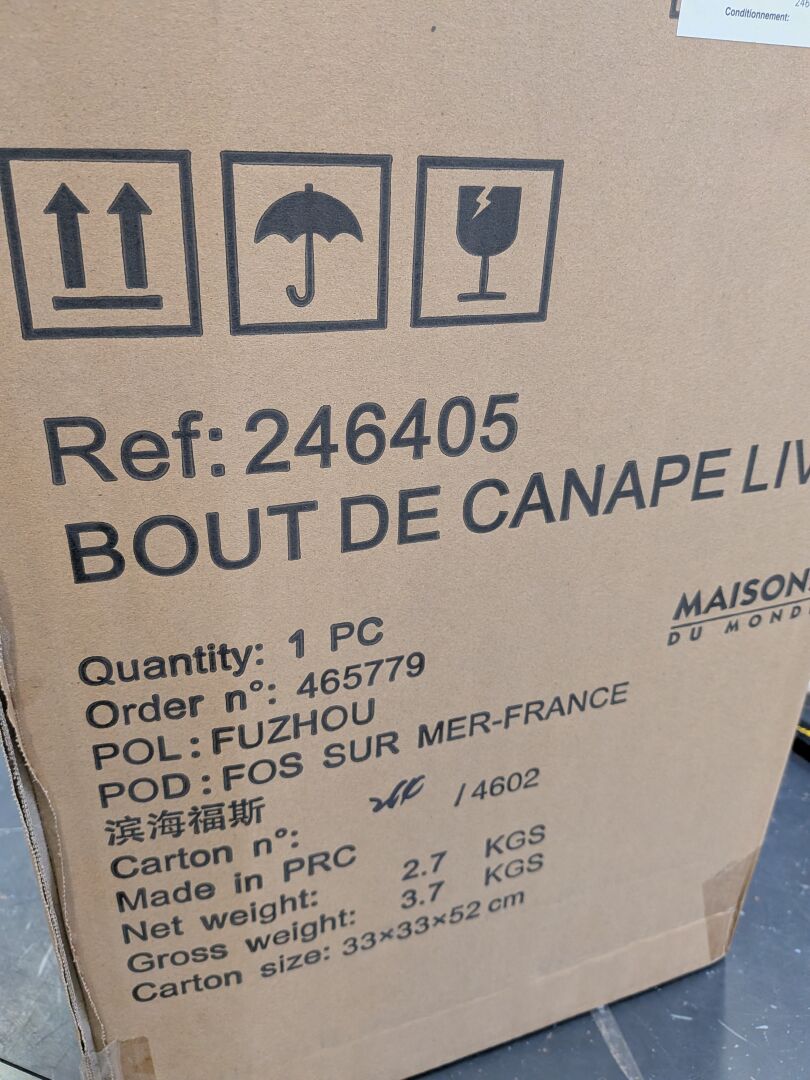 Conditionnement:
Ref: 246405
BOUT DE CANAPE LIV
MAISON
DU MOND
Quantity: 1 PC
Order n°: 465779
POL: FUZHOU
POD: FOS SUR MER-FRANCE
滨海福斯
Carton n°: /4602
Made in PRC
Net weight: 2.7 KGS
Gross weight: 3.7 KGS
Carton size: 33×33×52 cm